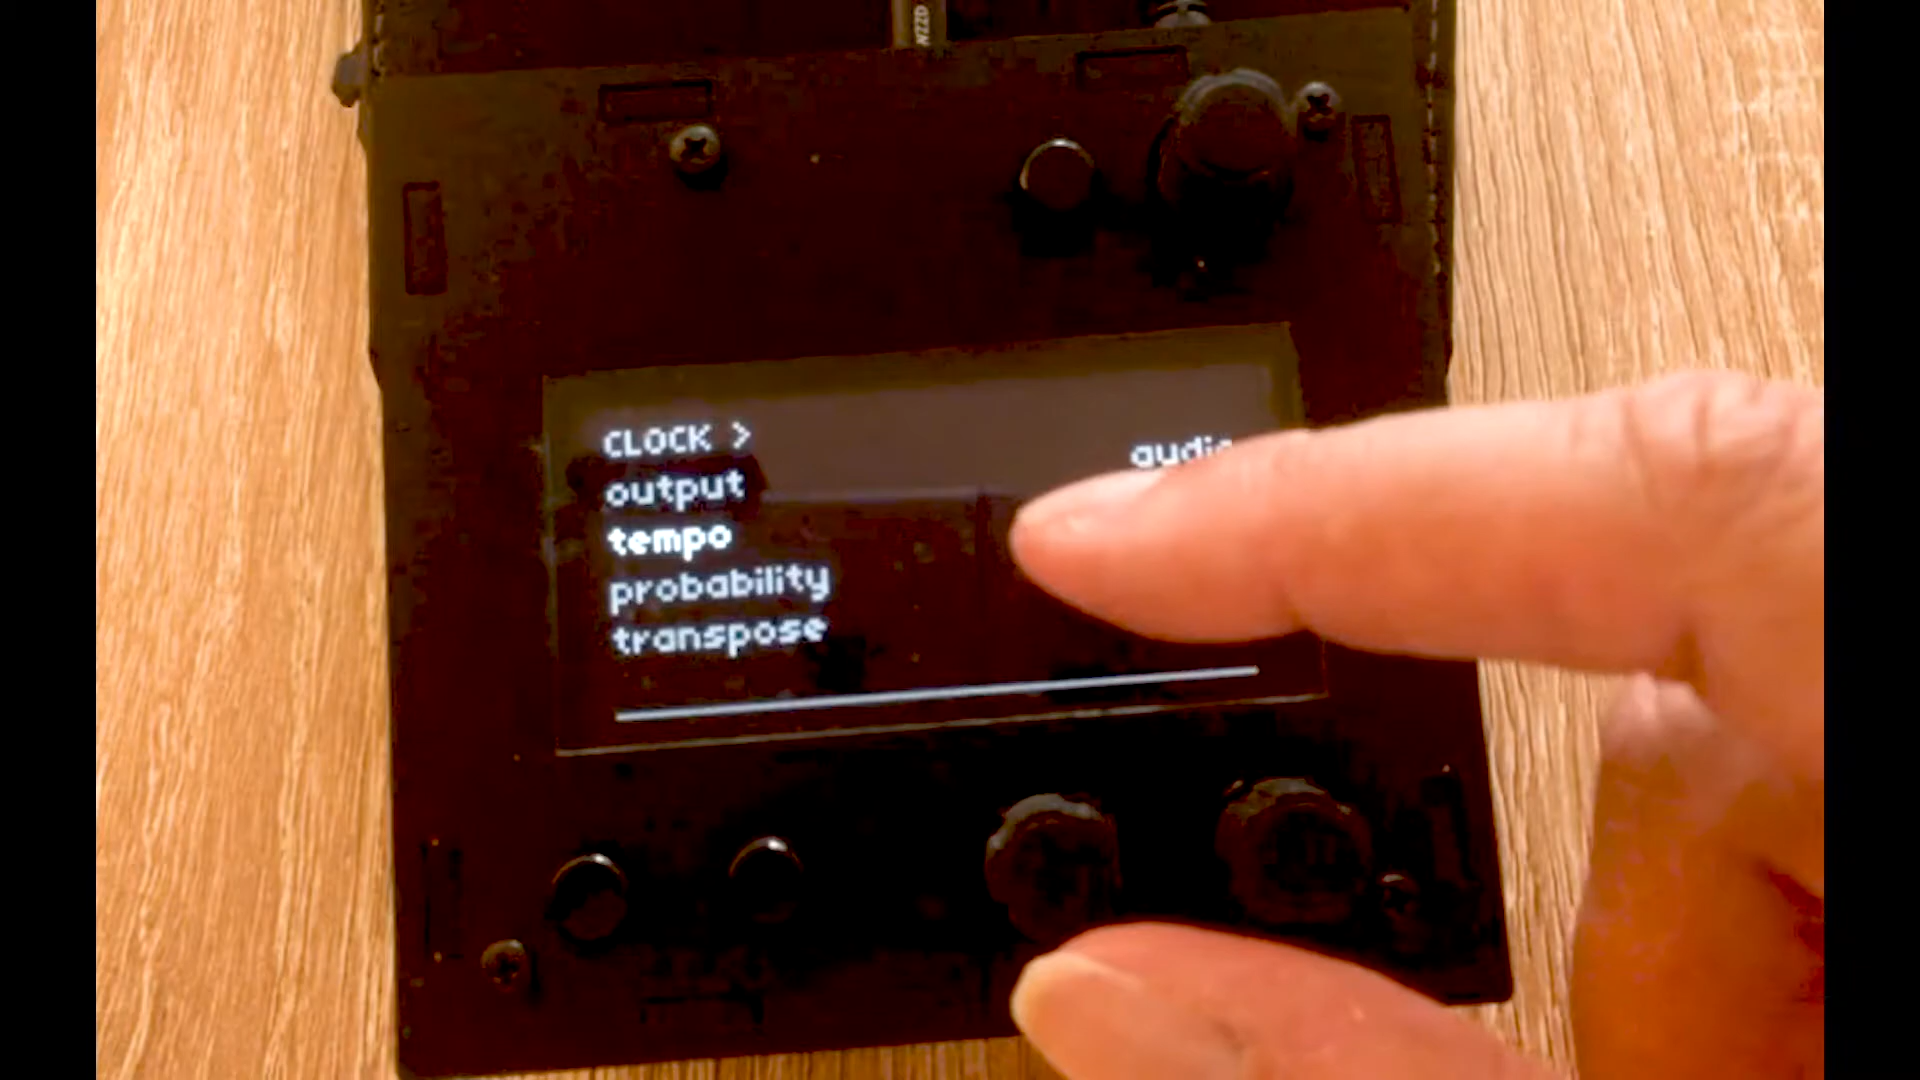 CLOCK >
output
tempo
probability
transpose